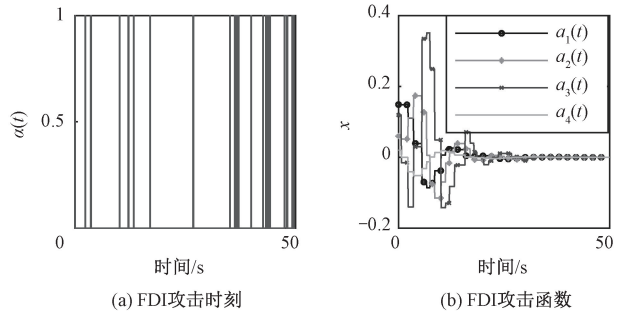 1
0.5
0
50
α(t)
时间/s
(a) FDI攻击时刻
0.4
0.2
0
−0.2
0
50
x
时间/s
a₁(t)
a₂(t)
a₃(t)
a₄(t)
(b) FDI攻击函数